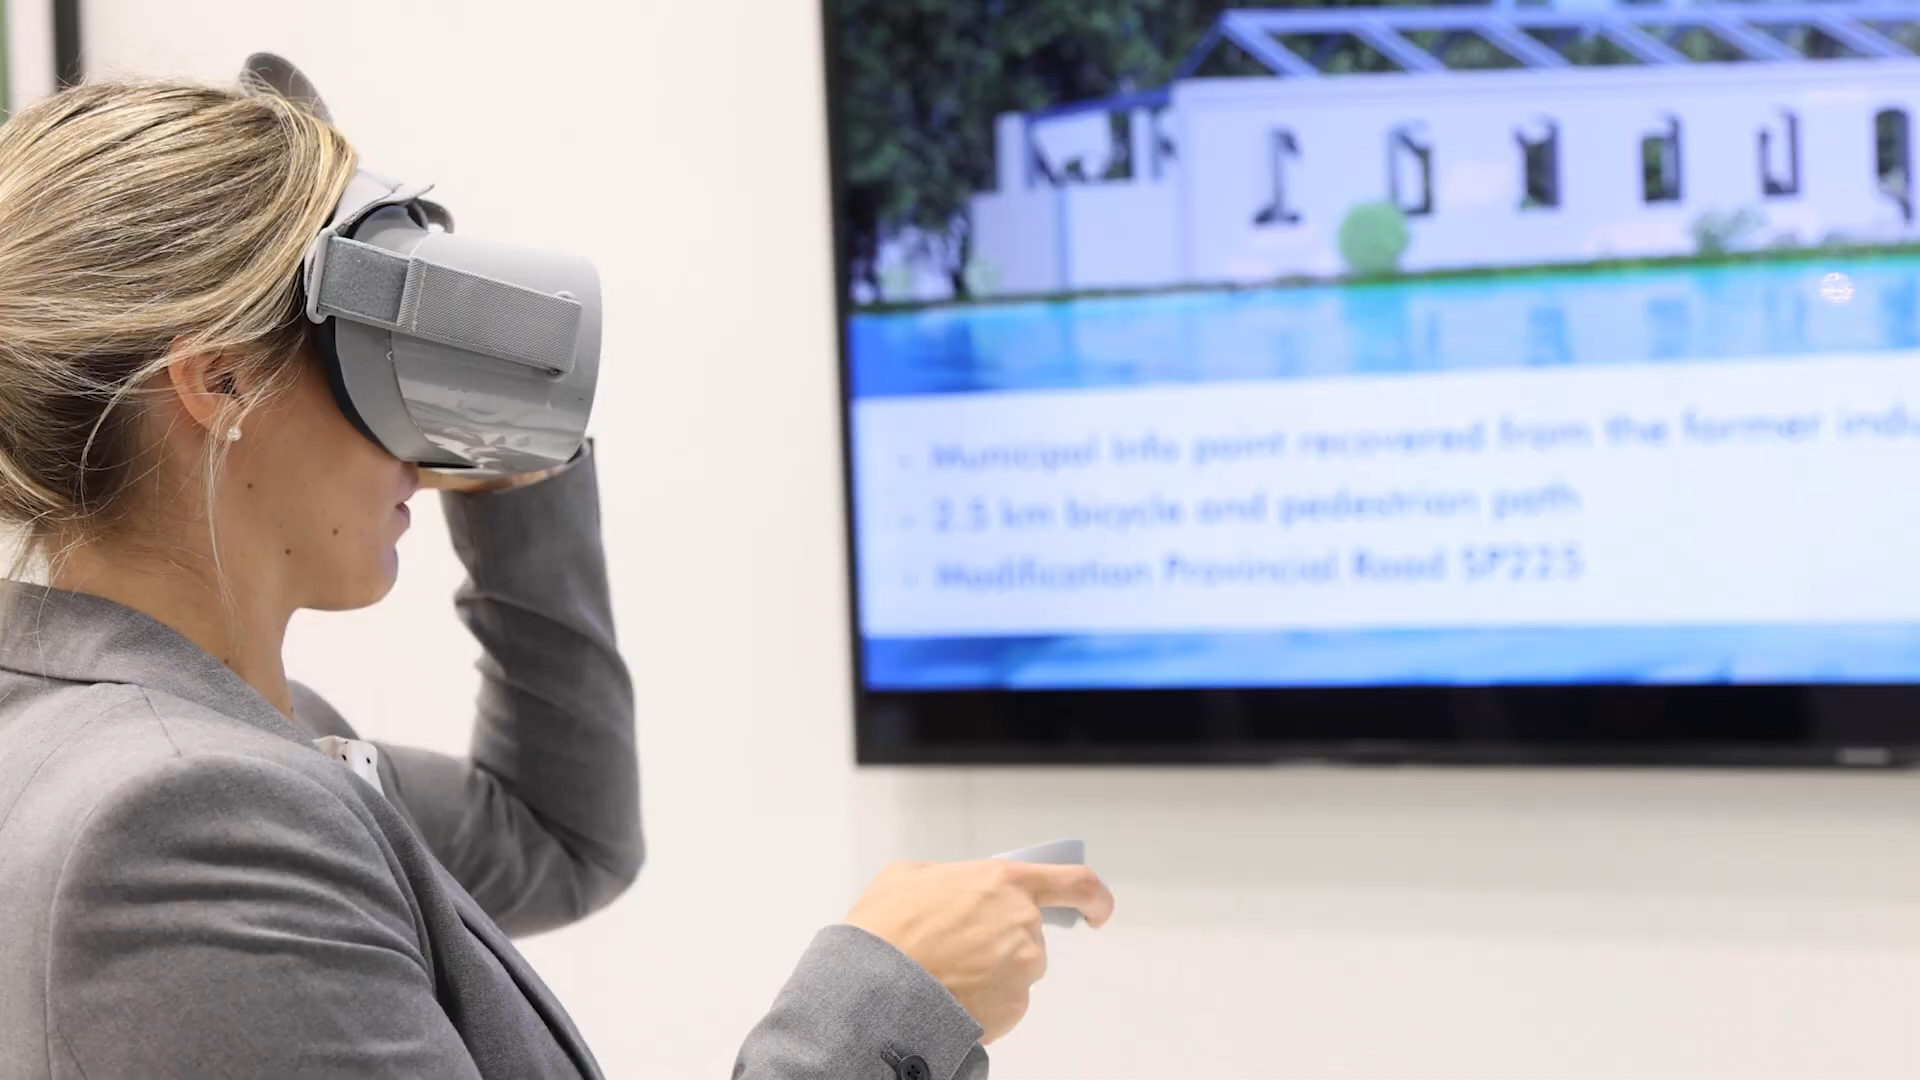 - Municipal info point recovered from the former
- 2.5 km bicycle and pedestrian path
- Modification Provincial Road SP225